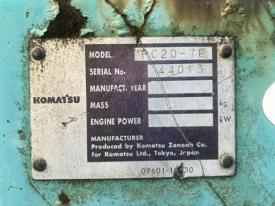 MODEL PC20-7E
SERIAL No. 44013
MANUFACT. YEAR
MASS kg
KOMATSU
ENGINE POWER kW
MANUFACTURER
Produced by Komatsu Zenoah Co.
for Komatsu Ltd., Tokyo, Japan